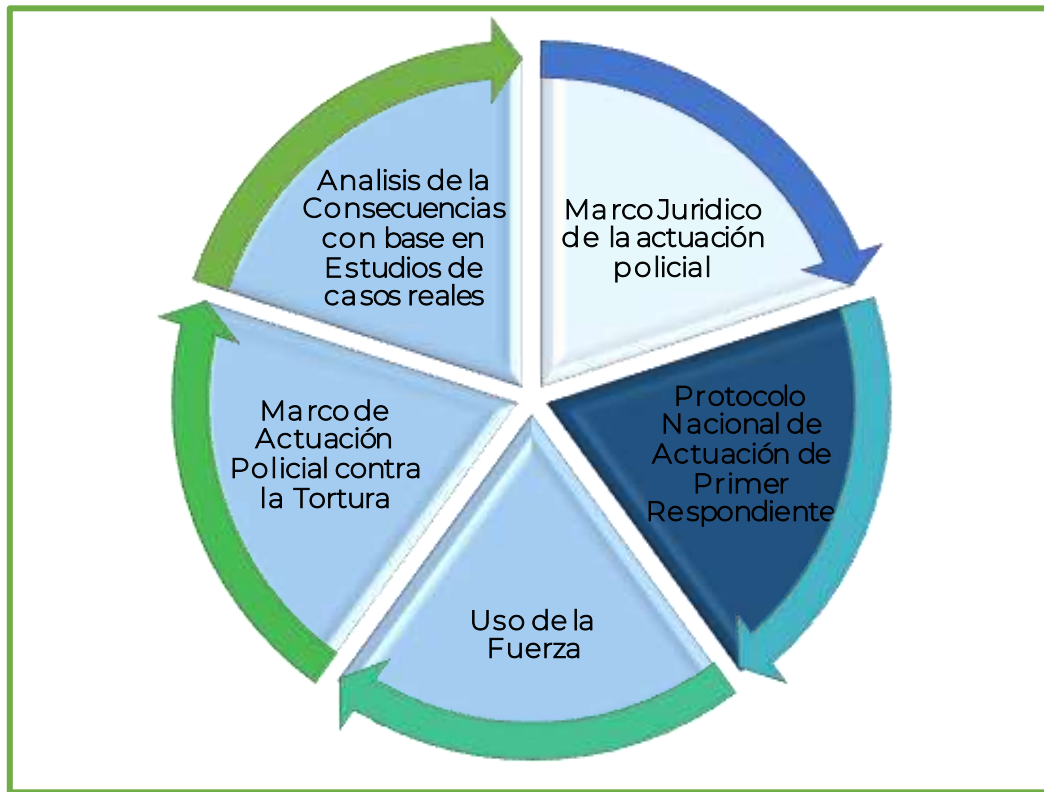 Analisis de la
Consecuencias
con base en
Estudios de
casos reales
Marco Juridico
de la actuación
policial
Protocolo
Nacional de
Actuación de
Primer
Respondiente
Uso de la
Fuerza
Marco de
Actuación
Policial contra
la Tortura